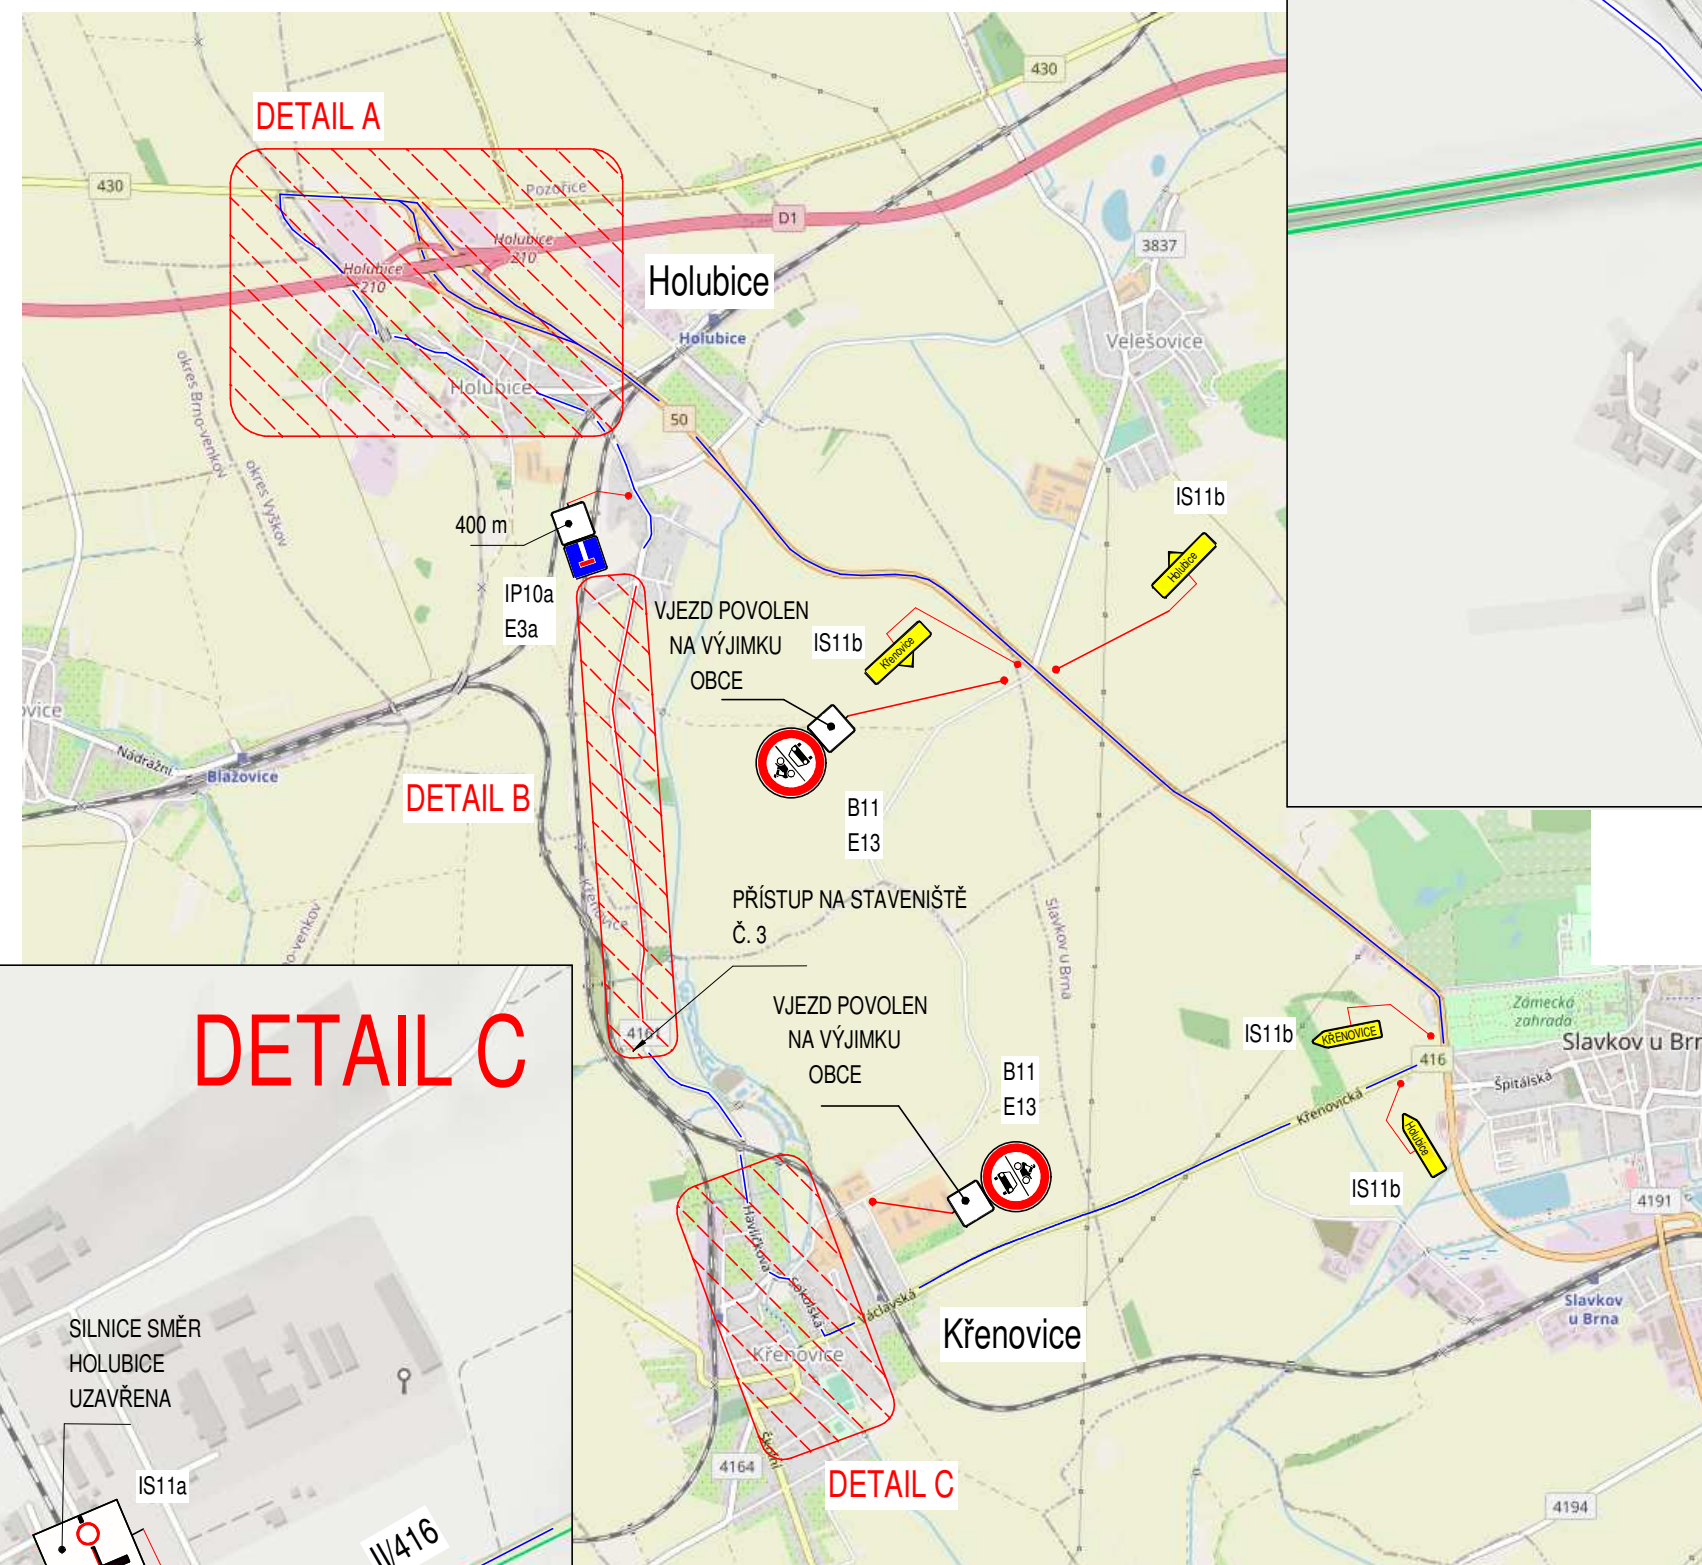 DETAIL A
430
430
Pozořice
D1
Holubice
210
Holubice
210
Holubice
Holubice
3837
Velešovice
Holubice
50
okres Brno-venkov
okres Vyškov
400 m
IP10a
E3a
IS11b
Holubice
VJEZD POVOLEN
NA VÝJIMKU
OBCE
IS11b
Křenovice
B11
E13
Nádražní
Blažovice
DETAIL B
Křenovice
PŘÍSTUP NA STAVENIŠTĚ
Č. 3
Slavkov u Brna
4161
VJEZD POVOLEN
NA VÝJIMKU
OBCE
B11
E13
IS11b
KŘENOVICE
416
Zámecká
zahrada
Slavkov u Brn
Špitálská
Křenovická
Holubice
IS11b
4191
Slavkov
u Brna
Havlíčkova
Sokolská
Václavská
Křenovice
Křenovice
Školní
4164
DETAIL C
4194
DETAIL C
SILNICE SMĚR
HOLUBICE
UZAVŘENA
IS11a
II/416